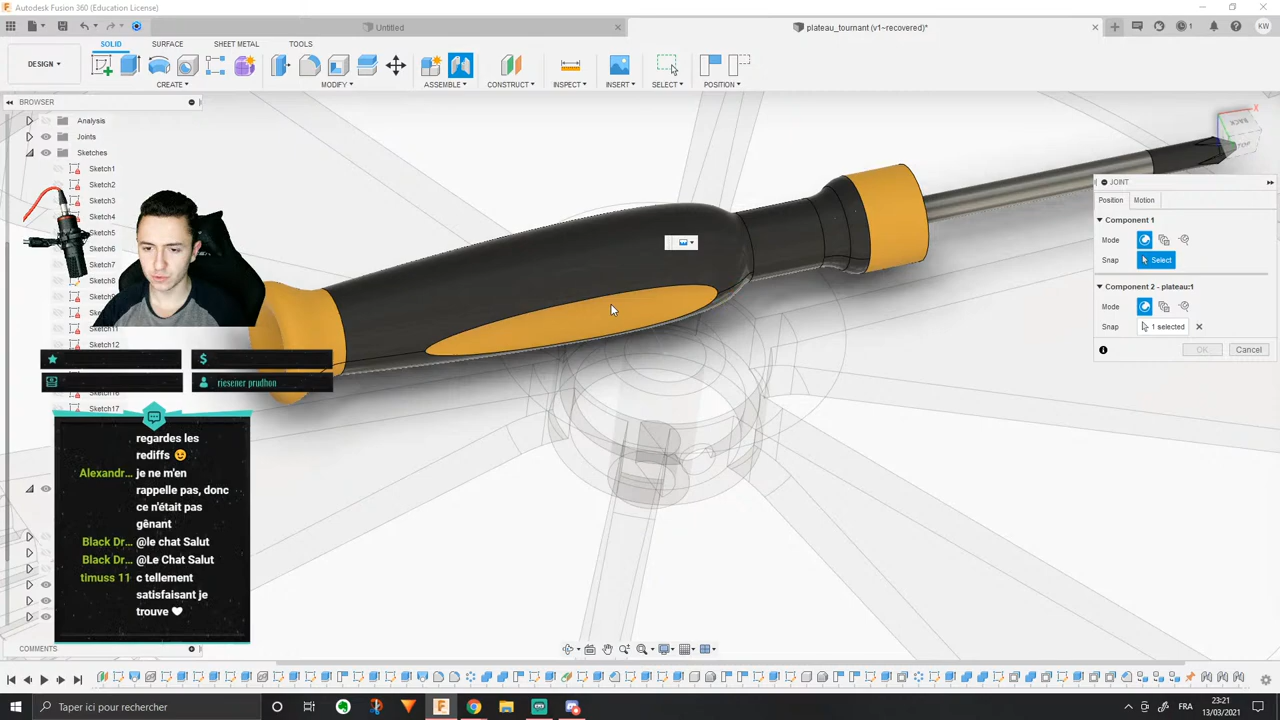 Autodesk Fusion 360 (Education License)
Untitled
plateau_tournant (v1~recovered)*
1
KW
SOLID
SURFACE
SHEET METAL
TOOLS
DESIGN
CREATE
MODIFY
ASSEMBLE
CONSTRUCT
INSPECT
INSERT
SELECT
POSITION
BROWSER
Analysis
Joints
Sketches
Sketch1
Sketch2
Sketch3
Sketch4
Sketch5
Sketch6
Sketch7
Sketch8
Sketch12
Sketch16
Sketch17
X
BACK
JOINT
Position
Motion
Component 1
Mode
Snap
Select
Component 2 - plateau:1
Mode
Snap
1 selected
OK
Cancel
riesener prudhon
regardes les
rediffs 😉
Alexandr... je ne m'en
rappelle pas, donc
ce n'était pas
gênant
Black Dr... @le chat Salut
Black Dr... @Le Chat Salut
timuss 11 c tellement
satisfaisant je
trouve ❤
COMMENTS
Taper ici pour rechercher
FRA
23:21
13/03/2021